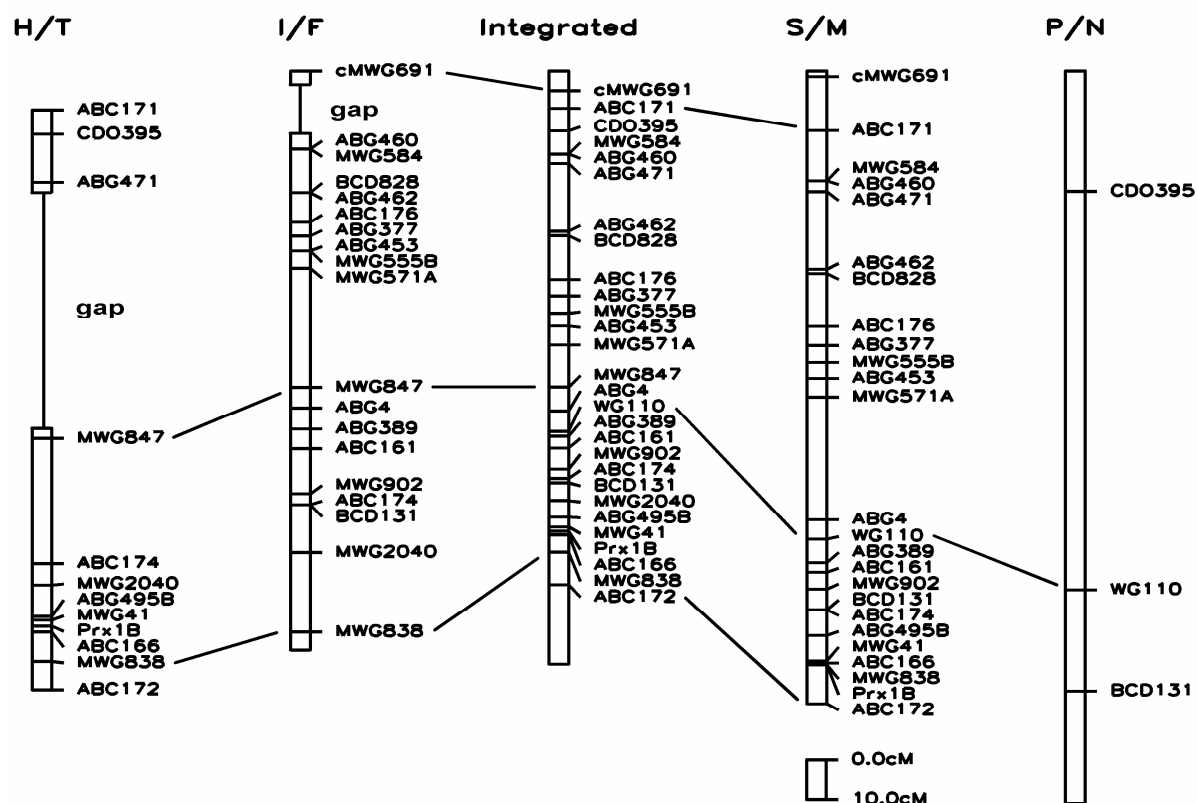 H/T
I/F
Integrated
S/M
P/N
ABC171
CDO395
ABG471
gap
MWG847
ABC174
MWG2040
ABG495B
MWG41
Prx1B
ABC166
MWG838
ABC172
cMWG691
gap
ABG460
MWG584
BCD828
ABG462
ABC176
ABG377
ABG453
MWG555B
MWG571A
MWG847
ABG4
ABG389
ABC161
MWG902
ABC174
BCD131
MWG2040
MWG838
cMWG691
ABC171
CDO395
MWG584
ABG460
ABG471
ABG462
BCD828
ABC176
ABG377
MWG555B
ABG453
MWG571A
MWG847
ABG4
WG110
ABG389
ABC161
MWG902
ABC174
BCD131
MWG2040
ABG495B
MWG41
Prx1B
ABC166
MWG838
ABC172
cMWG691
ABC171
MWG584
ABG460
ABG471
ABG462
BCD828
ABC176
ABG377
MWG555B
ABG453
MWG571A
ABG4
WG110
ABG389
ABC161
MWG902
BCD131
ABC174
ABG495B
MWG41
ABC166
MWG838
Prx1B
ABC172
0.0cM
10.0cM
CDO395
WG110
BCD131